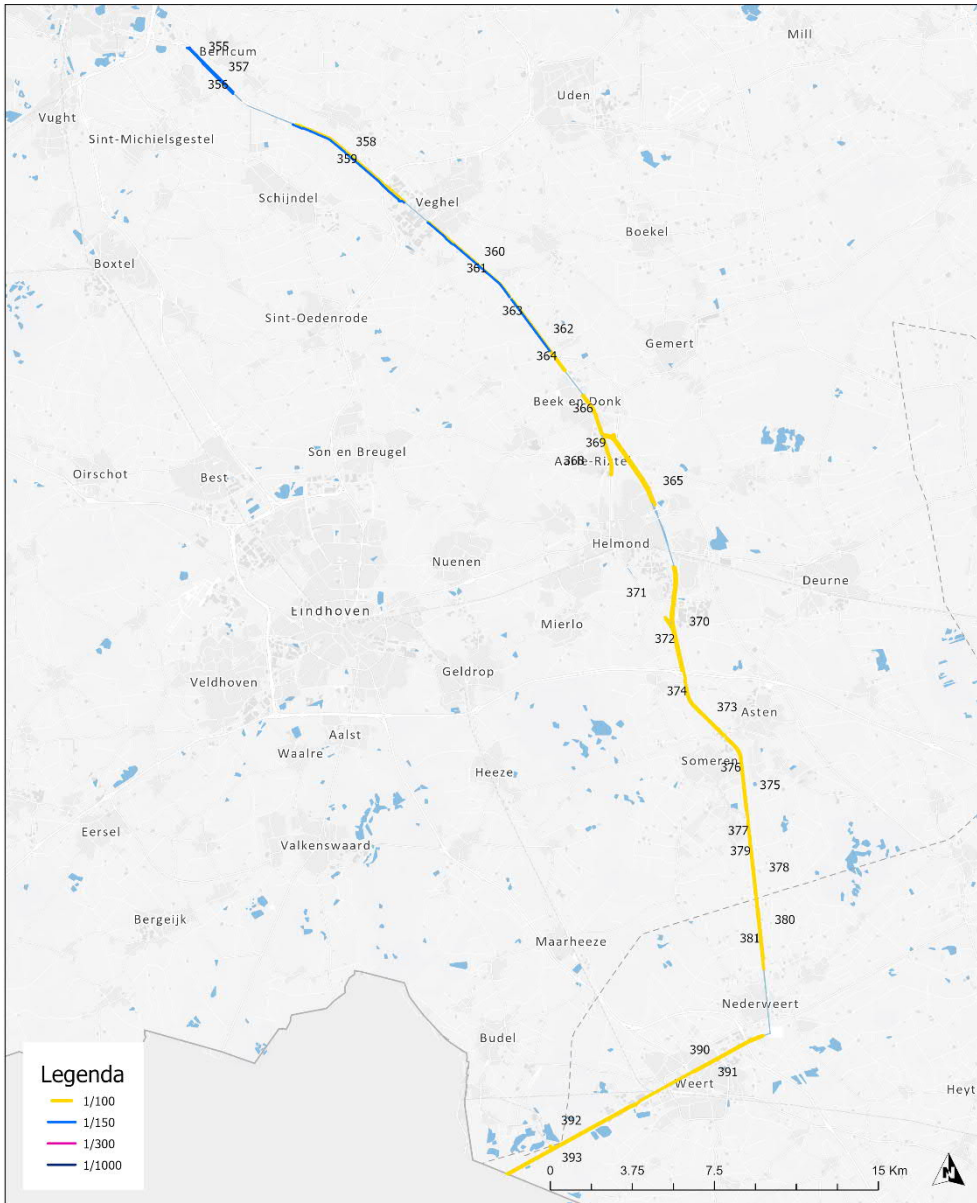 Mill
355
Berlicum
357
356
Uden
Vught
Sint-Michielsgestel
358
359
Schijndel
Veghel
Boekel
360
361
Boxtel
363
Sint-Oedenrode
362
Gemert
364
Beek en Donk
366
369
Son en Breugel
368
Aarle-Rixtel
Oirschot
Best
365
Helmond
Nuenen
Deurne
371
Eindhoven
370
Mierlo
372
Geldrop
Veldhoven
374
373
Asten
Aalst
Waalre
Someren
376
Heeze
375
Eersel
377
Valkenswaard
379
378
Bergeijk
380
381
Maarheeze
Nederweert
Budel
390
391
Weert
Heyt
392
393
Legenda
1/100
1/150
1/300
1/1000
0 3.75 7.5 15 Km
N